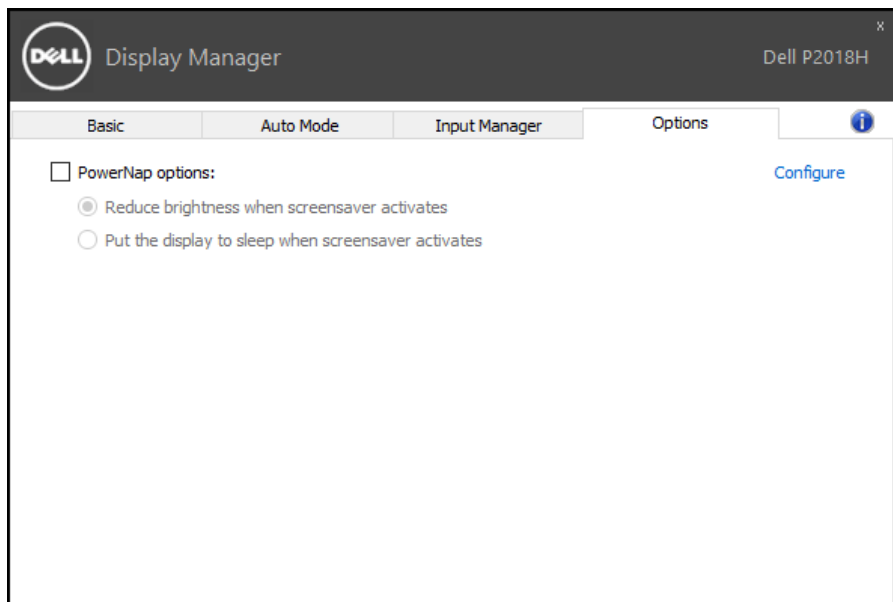 x
DELL Display Manager Dell P2018H
Basic Auto Mode Input Manager Options i
PowerNap options: Configure
Reduce brightness when screensaver activates
Put the display to sleep when screensaver activates